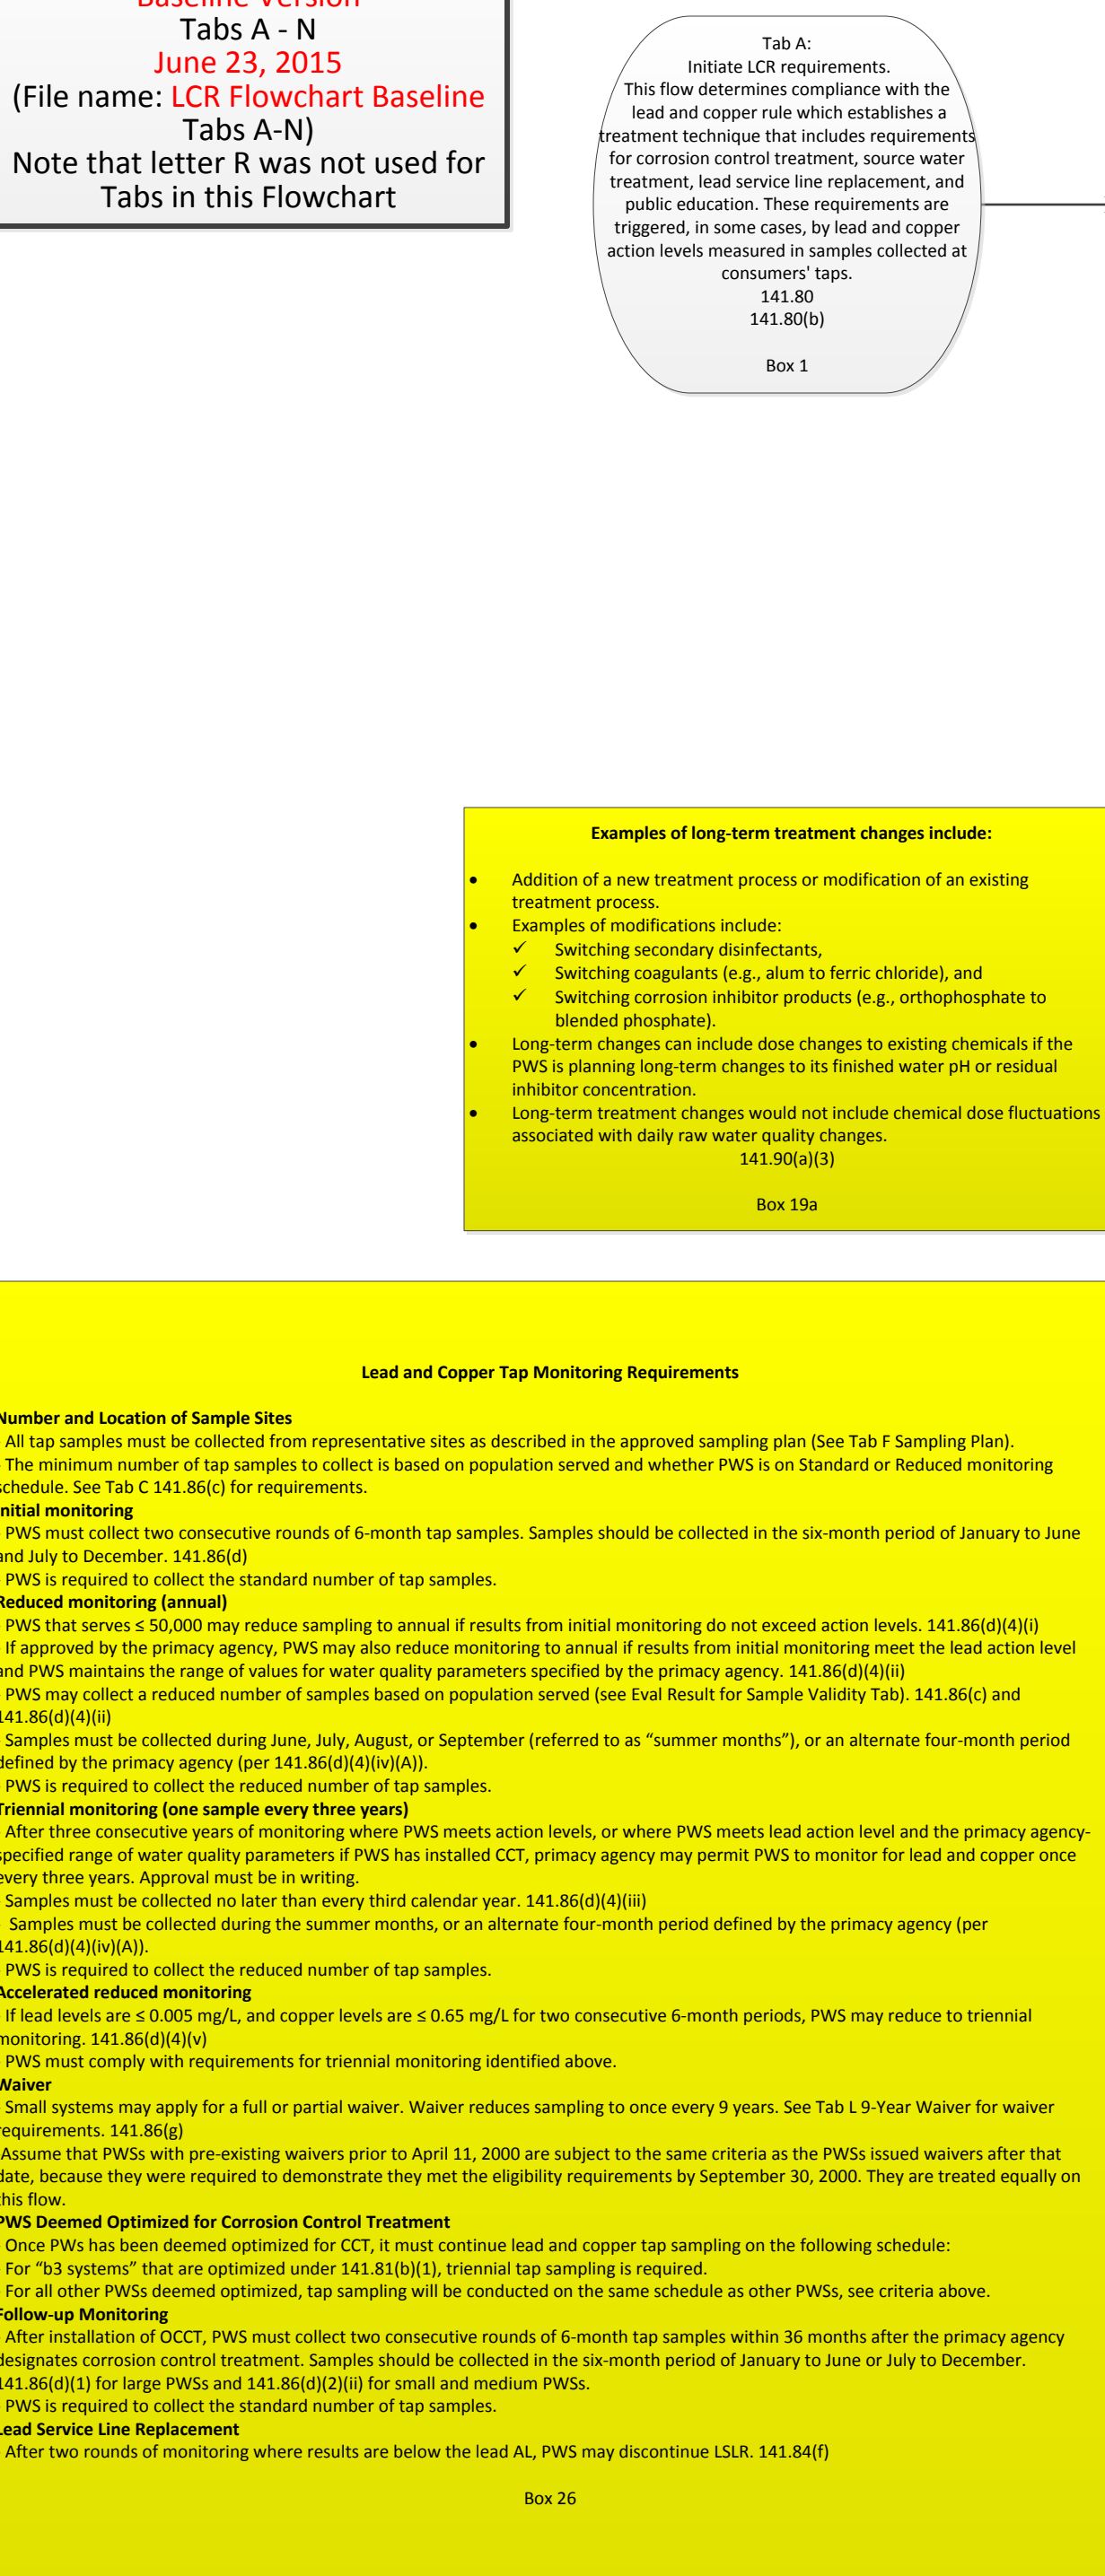 Baseline Version
Tabs A - N
June 23, 2015
(File name: LCR Flowchart Baseline
Tabs A-N)
Note that letter R was not used for
Tabs in this Flowchart
Tab A:
Initiate LCR requirements.
This flow determines compliance with the
lead and copper rule which establishes a
treatment technique that includes requirements
for corrosion control treatment, source water
treatment, lead service line replacement, and
public education. These requirements are
triggered, in some cases, by lead and copper
action levels measured in samples collected at
consumers' taps.
141.80
141.80(b)
Box 1
Examples of long-term treatment changes include:
• Addition of a new treatment process or modification of an existing
treatment process.
• Examples of modifications include:
✓ Switching secondary disinfectants,
✓ Switching coagulants (e.g., alum to ferric chloride), and
✓ Switching corrosion inhibitor products (e.g., orthophosphate to
blended phosphate).
• Long-term changes can include dose changes to existing chemicals if the
PWS is planning long-term changes to its finished water pH or residual
inhibitor concentration.
• Long-term treatment changes would not include chemical dose fluctuations
associated with daily raw water quality changes.
141.90(a)(3)
Box 19a
Lead and Copper Tap Monitoring Requirements
Number and Location of Sample Sites
- All tap samples must be collected from representative sites as described in the approved sampling plan (See Tab F Sampling Plan).
- The minimum number of tap samples to collect is based on population served and whether PWS is on Standard or Reduced monitoring
schedule. See Tab C 141.86(c) for requirements.
Initial monitoring
- PWS must collect two consecutive rounds of 6-month tap samples. Samples should be collected in the six-month period of January to June
and July to December. 141.86(d)
- PWS is required to collect the standard number of tap samples.
Reduced monitoring (annual)
- PWS that serves ≤ 50,000 may reduce sampling to annual if results from initial monitoring do not exceed action levels. 141.86(d)(4)(i)
- If approved by the primacy agency, PWS may also reduce monitoring to annual if results from initial monitoring meet the lead action level
and PWS maintains the range of values for water quality parameters specified by the primacy agency. 141.86(d)(4)(ii)
- PWS may collect a reduced number of samples based on population served (see Eval Result for Sample Validity Tab). 141.86(c) and
141.86(d)(4)(ii)
- Samples must be collected during June, July, August, or September (referred to as “summer months”), or an alternate four-month period
defined by the primacy agency (per 141.86(d)(4)(iv)(A)).
- PWS is required to collect the reduced number of tap samples.
Triennial monitoring (one sample every three years)
- After three consecutive years of monitoring where PWS meets action levels, or where PWS meets lead action level and the primacy agency-
specified range of water quality parameters if PWS has installed CCT, primacy agency may permit PWS to monitor for lead and copper once
every three years. Approval must be in writing.
- Samples must be collected no later than every third calendar year. 141.86(d)(4)(iii)
- Samples must be collected during the summer months, or an alternate four-month period defined by the primacy agency (per
141.86(d)(4)(iv)(A)).
- PWS is required to collect the reduced number of tap samples.
Accelerated reduced monitoring
- If lead levels are ≤ 0.005 mg/L, and copper levels are ≤ 0.65 mg/L for two consecutive 6-month periods, PWS may reduce to triennial
monitoring. 141.86(d)(4)(v)
- PWS must comply with requirements for triennial monitoring identified above.
Waiver
- Small systems may apply for a full or partial waiver. Waiver reduces sampling to once every 9 years. See Tab L 9-Year Waiver for waiver
requirements. 141.86(g)
-Assume that PWSs with pre-existing waivers prior to April 11, 2000 are subject to the same criteria as the PWSs issued waivers after that
date, because they were required to demonstrate they met the eligibility requirements by September 30, 2000. They are treated equally on
this flow.
PWS Deemed Optimized for Corrosion Control Treatment
- Once PWs has been deemed optimized for CCT, it must continue lead and copper tap sampling on the following schedule:
- For “b3 systems” that are optimized under 141.81(b)(1), triennial tap sampling is required.
- For all other PWSs deemed optimized, tap sampling will be conducted on the same schedule as other PWSs, see criteria above.
Follow-up Monitoring
- After installation of OCCT, PWS must collect two consecutive rounds of 6-month tap samples within 36 months after the primacy agency
designates corrosion control treatment. Samples should be collected in the six-month period of January to June or July to December.
141.86(d)(1) for large PWSs and 141.86(d)(2)(ii) for small and medium PWSs.
- PWS is required to collect the standard number of tap samples.
Lead Service Line Replacement
- After two rounds of monitoring where results are below the lead AL, PWS may discontinue LSLR. 141.84(f)
Box 26